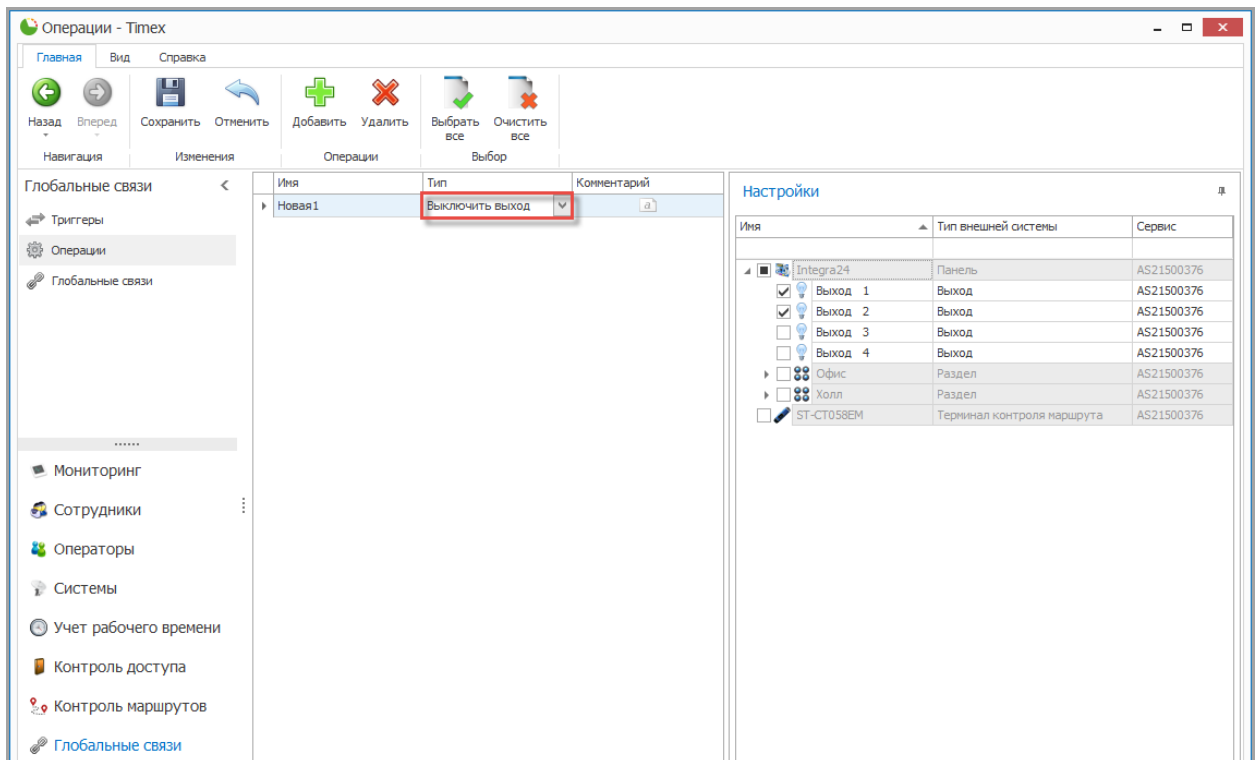 Операции - Timex
Главная Вид Справка
Назад Вперед Сохранить Отменить Добавить Удалить Выбрать все Очистить все
Навигация Изменения Операции Выбор
Глобальные связи
Триггеры
Операции
Глобальные связи
Мониторинг
Сотрудники
Операторы
Системы
Учет рабочего времени
Контроль доступа
Контроль маршрутов
Глобальные связи
Имя Тип Комментарий
Новая1 Выключить выход a
Настройки
Имя Тип внешней системы Сервис
Integra24 Панель AS21500376
Выход 1 Выход AS21500376
Выход 2 Выход AS21500376
Выход 3 Выход AS21500376
Выход 4 Выход AS21500376
Офис Раздел AS21500376
Холл Раздел AS21500376
ST-CT058EM Терминал контроля маршрута AS21500376